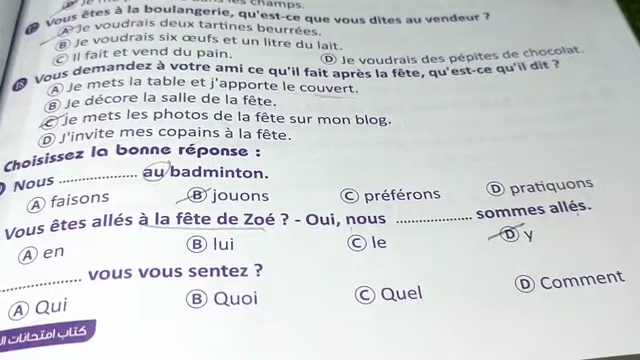 champs.
Vous êtes à la boulangerie, qu'est-ce que vous dites au vendeur ?
A Je voudrais deux tartines beurrées.
B Je voudrais six œufs et un litre du lait.
C Il fait et vend du pain.
D Je voudrais des pépites de chocolat.
18 Vous demandez à votre ami ce qu'il fait après la fête, qu'est-ce qu'il dit ?
A Je mets la table et j'apporte le couvert.
B Je décore la salle de la fête.
C Je mets les photos de la fête sur mon blog.
D J'invite mes copains à la fête.
Choisissez la bonne réponse :
Nous .................. au badminton.
A faisons
B jouons
C préférons
D pratiquons
Vous êtes allés à la fête de Zoé ? - Oui, nous .................. sommes allés.
A en
B lui
C le
D y
.................. vous vous sentez ?
A Qui
B Quoi
C Quel
D Comment
كتاب امتحانات